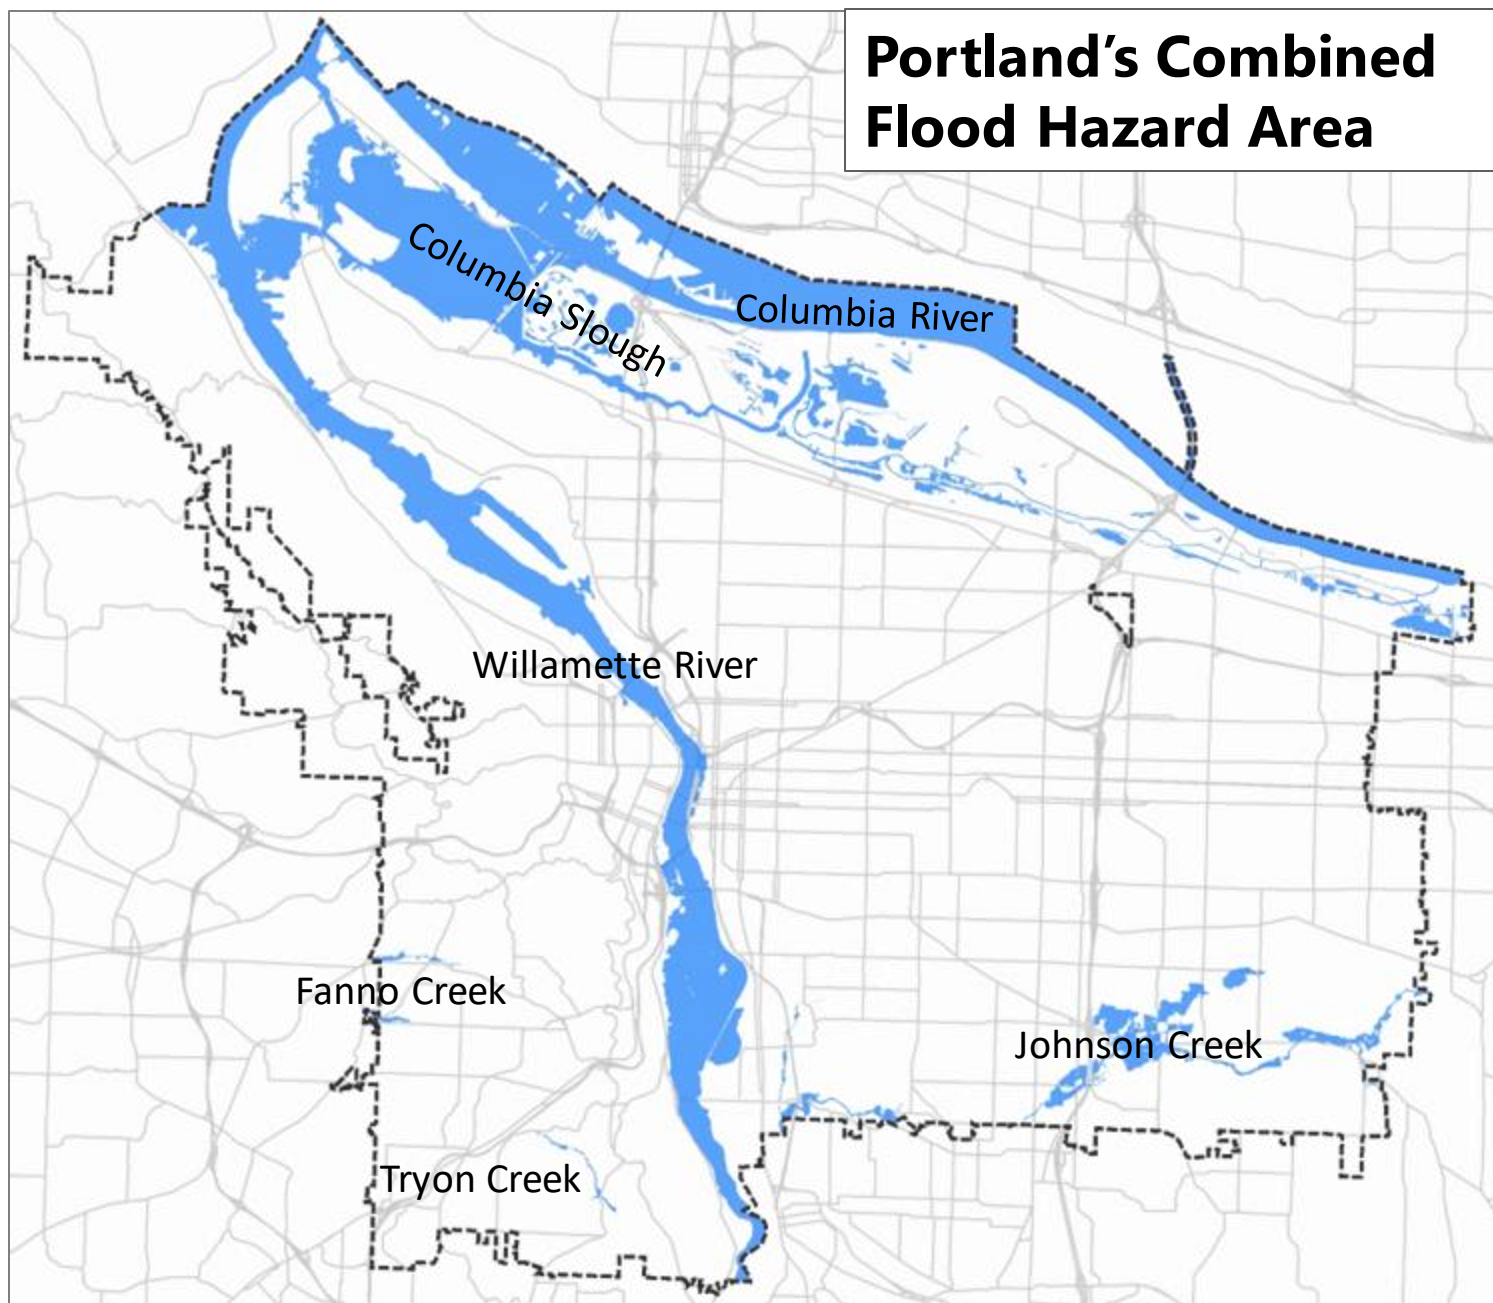 Portland’s Combined
Flood Hazard Area
Columbia Slough
Columbia River
Willamette River
Fanno Creek
Johnson Creek
Tryon Creek